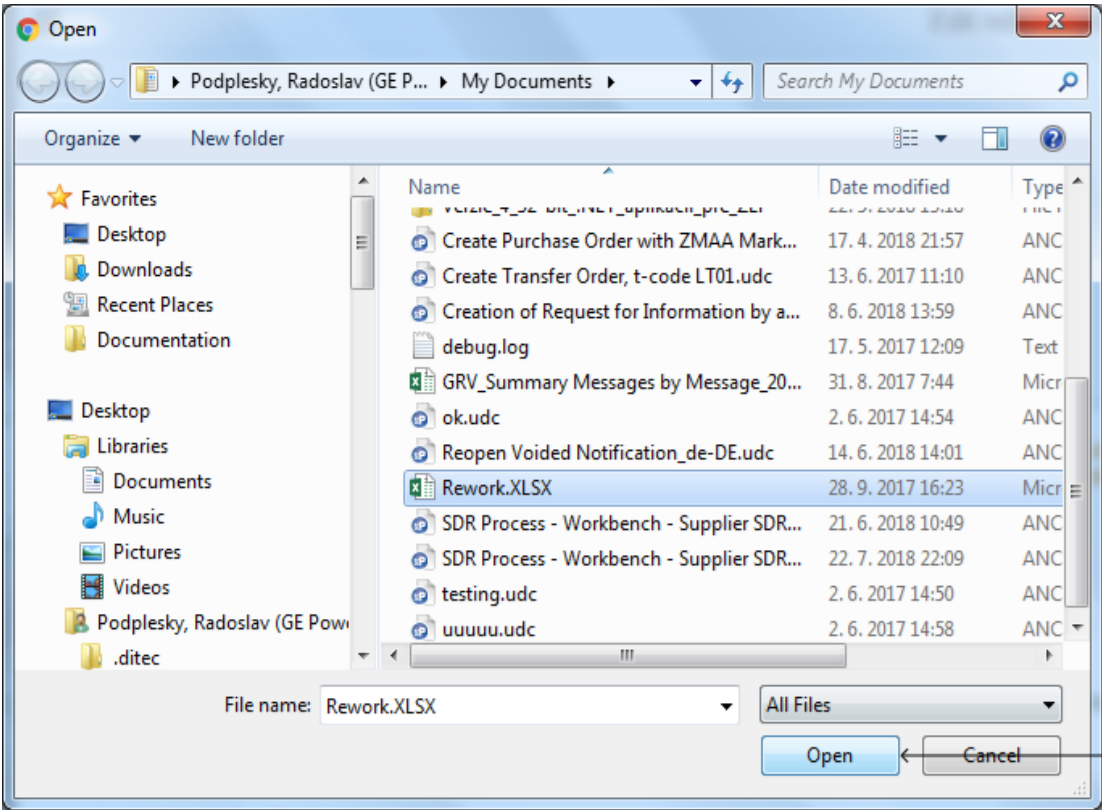 Open
Podplesky, Radoslav (GE P... My Documents
Search My Documents
Organize New folder
Favorites
Desktop
Downloads
Recent Places
Documentation
Desktop
Libraries
Documents
Music
Pictures
Videos
Podplesky, Radoslav (GE Powe
.ditec
Name Date modified Type
Create Purchase Order with ZMAA Mark... 17. 4. 2018 21:57 ANC
Create Transfer Order, t-code LT01.udc 13. 6. 2017 11:10 ANC
Creation of Request for Information by a... 8. 6. 2018 13:59 ANC
debug.log 17. 5. 2017 12:09 Text
GRV_Summary Messages by Message_20... 31. 8. 2017 7:44 Micr
ok.udc 2. 6. 2017 14:54 ANC
Reopen Voided Notification_de-DE.udc 14. 6. 2018 14:01 ANC
Rework.XLSX 28. 9. 2017 16:23 Micr
SDR Process - Workbench - Supplier SDR... 21. 6. 2018 10:49 ANC
SDR Process - Workbench - Supplier SDR... 22. 7. 2018 22:09 ANC
testing.udc 2. 6. 2017 14:50 ANC
uuuuu.udc 2. 6. 2017 14:58 ANC
File name: Rework.XLSX All Files
Open Cancel